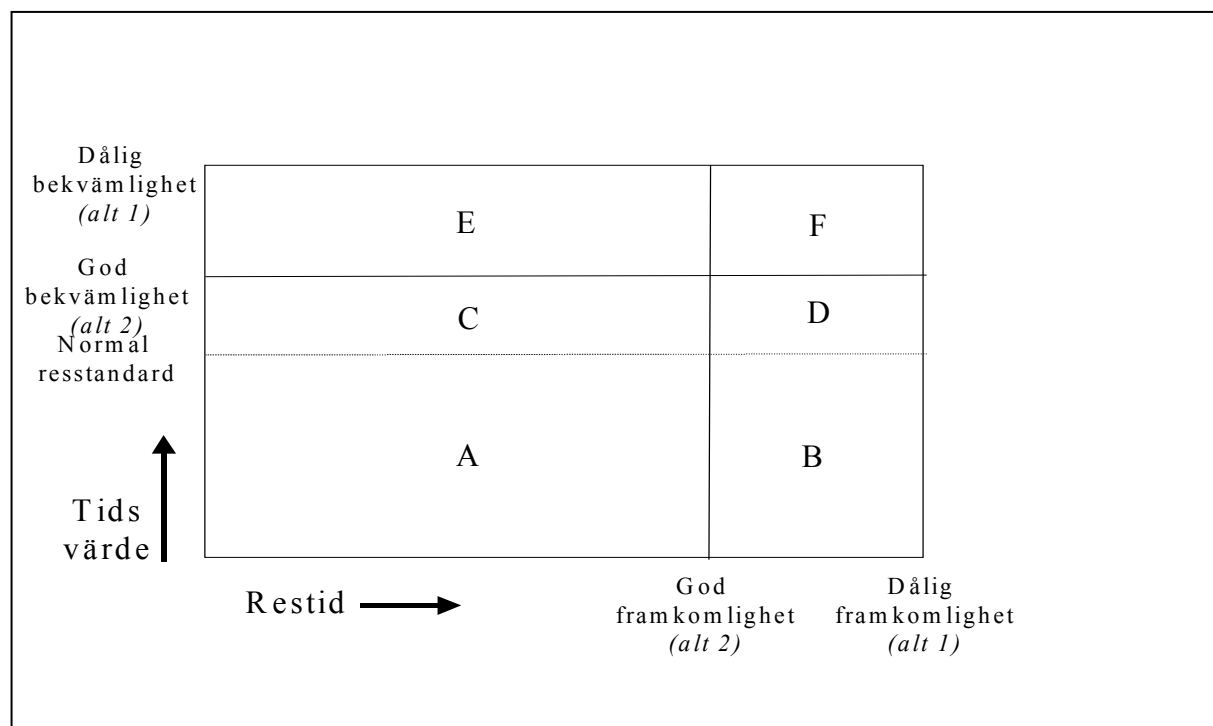 Dålig
bekvämlighet
(alt 1)
E
F
God
bekvämlighet
(alt 2)
C
D
Normal
resstandard
A
B
Tids
värde
Restid
God
framkomlighet
(alt 2)
Dålig
framkomlighet
(alt 1)